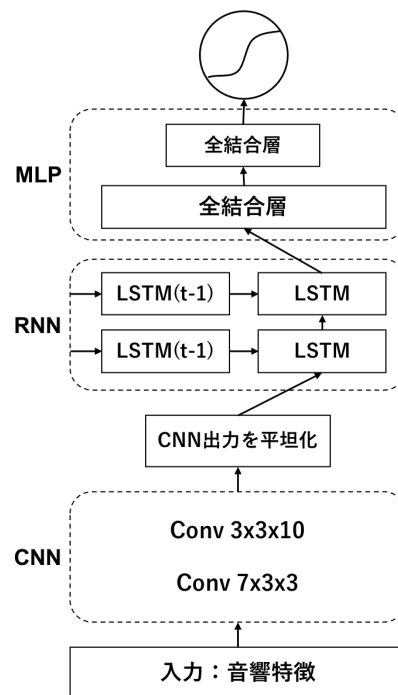 全結合層
MLP
全結合層
LSTM(t-1)
LSTM
RNN
LSTM(t-1)
LSTM
CNN出力を平坦化
Conv 3x3x10
CNN
Conv 7x3x3
入力：音響特徴